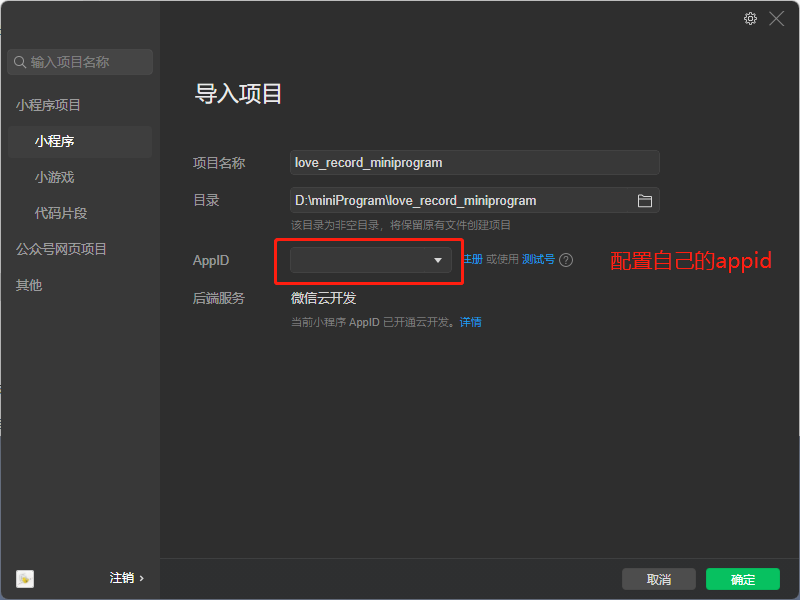 输入项目名称
小程序项目
小程序
小游戏
代码片段
公众号网页项目
其他
注销 ›
导入项目
项目名称 love_record_miniprogram
目录 D:\miniProgram\love_record_miniprogram
该目录为非空目录，将保留原有文件创建项目
AppID 注册 或使用 测试号 ? 配置自己的appid
后端服务 微信云开发
当前小程序 AppID 已开通云开发。详情
取消 确定